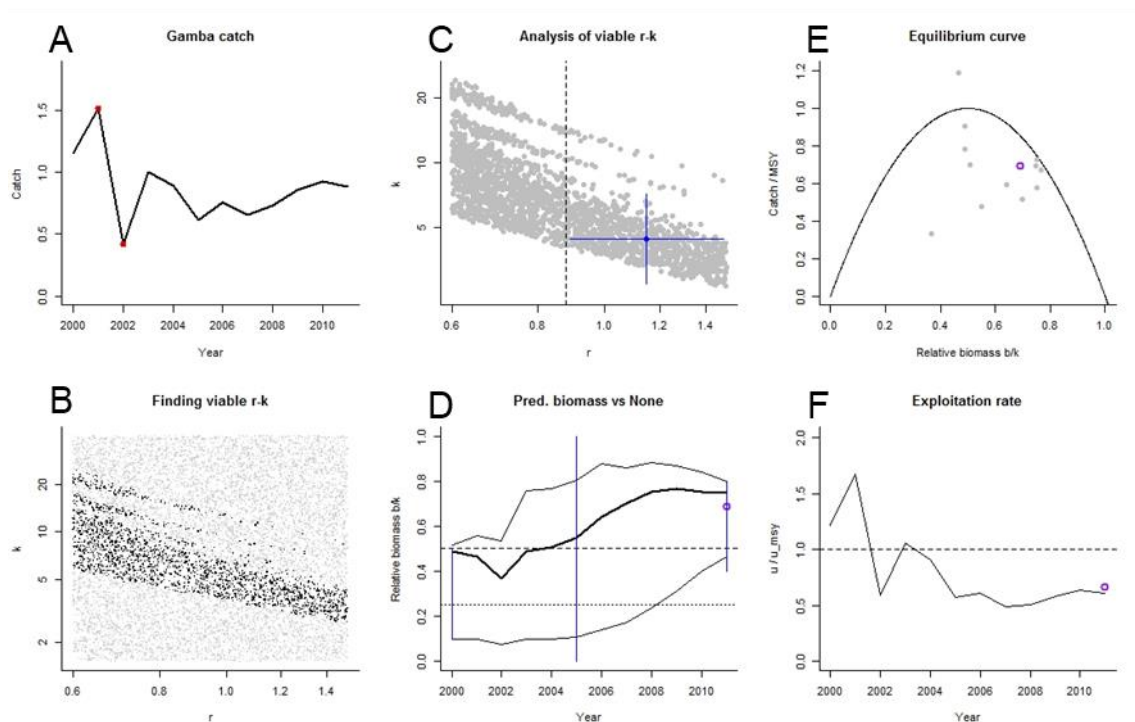 A
Gamba catch
Catch
0.0 0.5 1.0 1.5
2000 2002 2004 2006 2008 2010
Year
C
Analysis of viable r-k
k
5 10 20
0.6 0.8 1.0 1.2 1.4
r
E
Equilibrium curve
Catch / MSY
0.0 0.2 0.4 0.6 0.8 1.0 1.2
0.0 0.2 0.4 0.6 0.8 1.0
Relative biomass b/k
B
Finding viable r-k
k
2 5 10 20
0.6 0.8 1.0 1.2 1.4
r
D
Pred. biomass vs None
Relative biomass b/k
0.0 0.2 0.4 0.6 0.8 1.0
2000 2002 2004 2006 2008 2010
Year
F
Exploitation rate
u / u_msy
0.0 0.5 1.0 1.5 2.0
2000 2002 2004 2006 2008 2010
Year